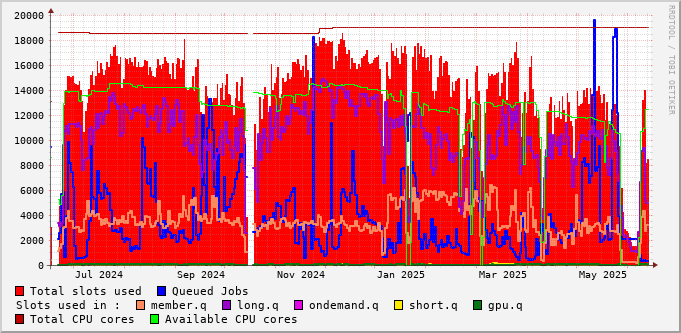 RRDTOOL / TOBI OETIKER
20000
18000
16000
14000
12000
10000
8000
6000
4000
2000
0
Jul 2024 Sep 2024 Nov 2024 Jan 2025 Mar 2025 May 2025
Total slots used Queued Jobs
Slots used in : member.q long.q ondemand.q short.q gpu.q
Total CPU cores Available CPU cores